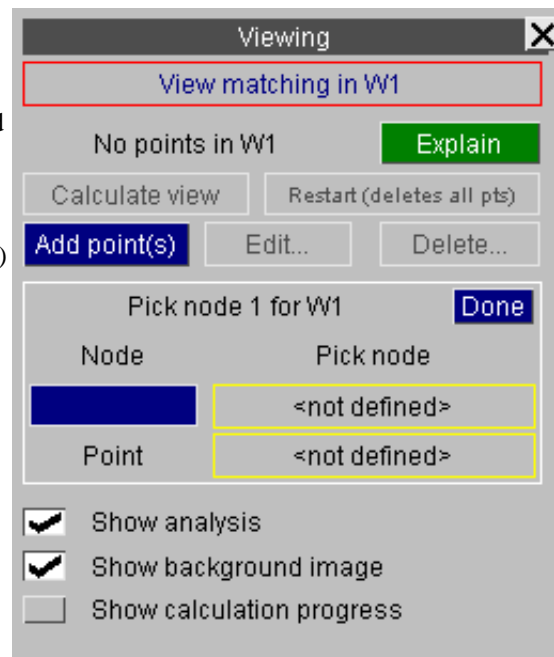 Viewing X
View matching in W1
No points in W1 Explain
Calculate view Restart (deletes all pts)
Add point(s) Edit... Delete...
)
Pick node 1 for W1 Done
Node Pick node
<not defined>
Point <not defined>
Show analysis
Show background image
Show calculation progress